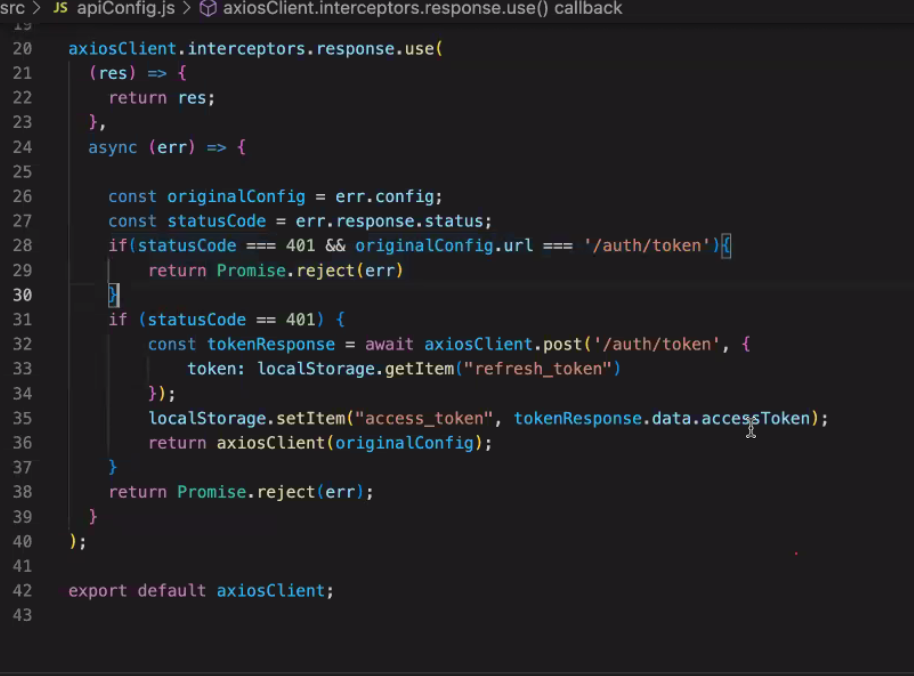 src > JS apiConfig.js > axiosClient.interceptors.response.use() callback
19
20 axiosClient.interceptors.response.use(
21 (res) => {
22 return res;
23 },
24 async (err) => {
25
26 const originalConfig = err.config;
27 const statusCode = err.response.status;
28 if(statusCode === 401 && originalConfig.url === '/auth/token'){
29 return Promise.reject(err)
30 }
31 if (statusCode == 401) {
32 const tokenResponse = await axiosClient.post('/auth/token', {
33 token: localStorage.getItem("refresh_token")
34 });
35 localStorage.setItem("access_token", tokenResponse.data.accessToken);
36 return axiosClient(originalConfig);
37 }
38 return Promise.reject(err);
39 }
40 );
41
42 export default axiosClient;
43